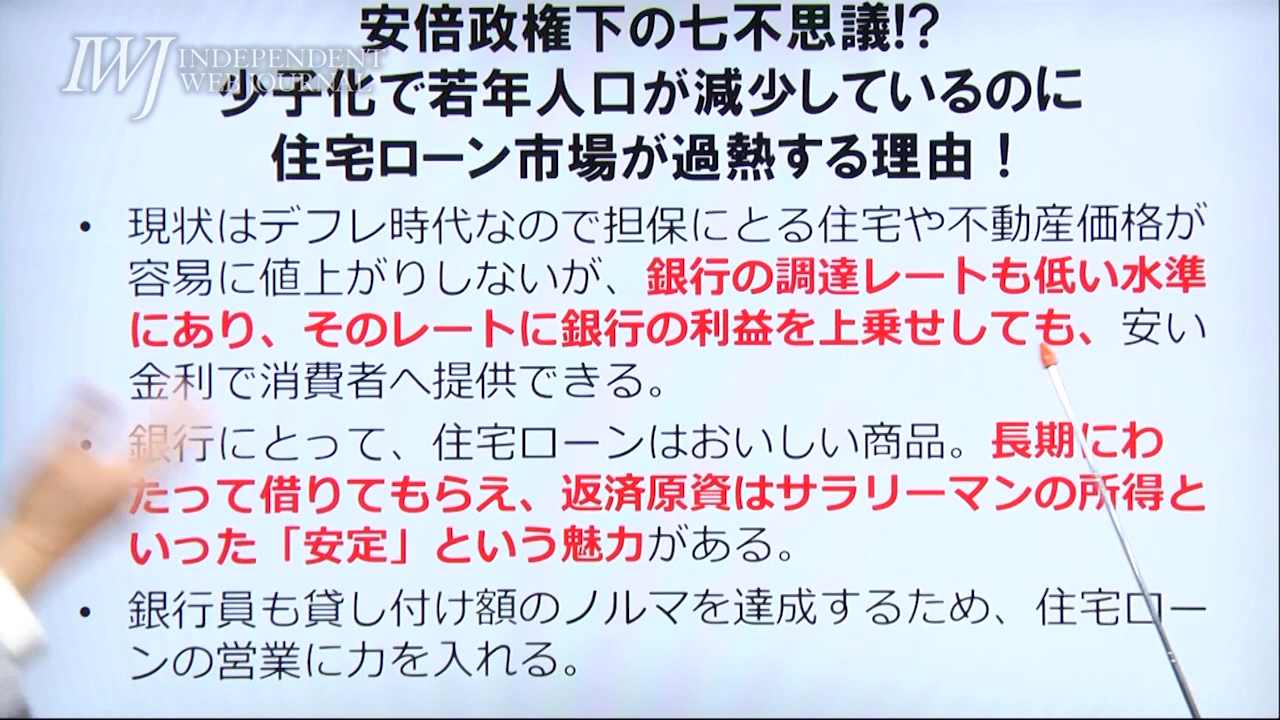 安倍政権下の七不思議!?
IWJ INDEPENDENT
WEB JOURNAL
少子化で若年人口が減少しているのに
住宅ローン市場が過熱する理由！
• 現状はデフレ時代なので担保にとる住宅や不動産価格が
容易に値上がりしないが、銀行の調達レートも低い水準
にあり、そのレートに銀行の利益を上乗せしても、安い
金利で消費者へ提供できる。
• 銀行にとって、住宅ローンはおいしい商品。長期にわ
たって借りてもらえ、返済原資はサラリーマンの所得と
いった「安定」という魅力がある。
• 銀行員も貸し付け額のノルマを達成するため、住宅ロー
ンの営業に力を入れる。